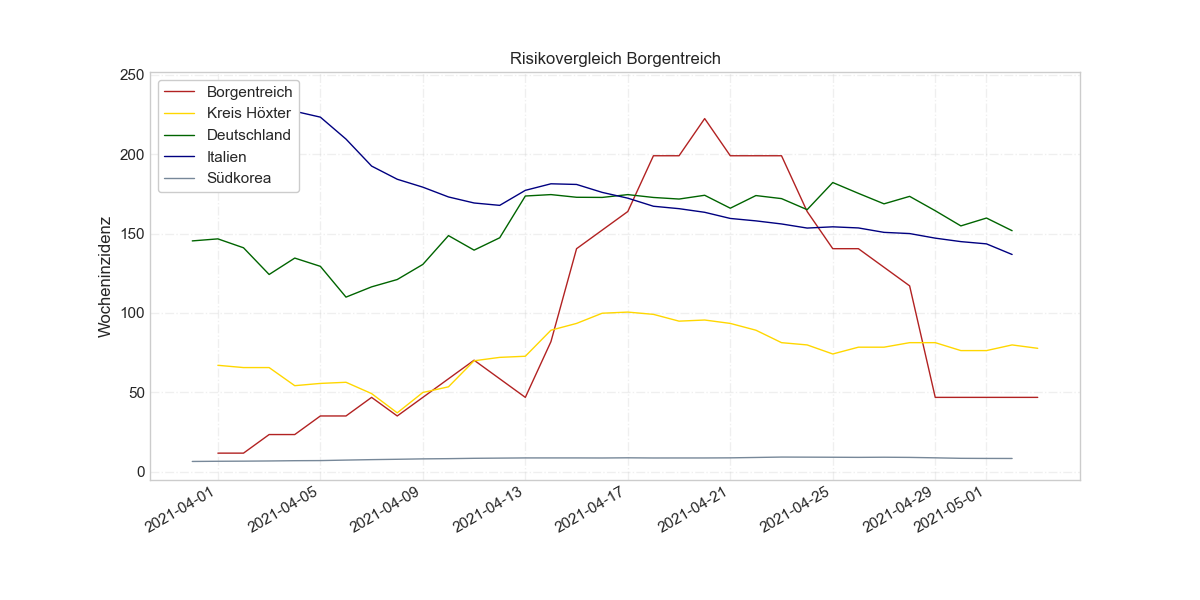 Risikovergleich Borgentreich
Wocheninzidenz
250
200
150
100
50
0
Borgentreich
Kreis Höxter
Deutschland
Italien
Südkorea
2021-04-01
2021-04-05
2021-04-09
2021-04-13
2021-04-17
2021-04-21
2021-04-25
2021-04-29
2021-05-01